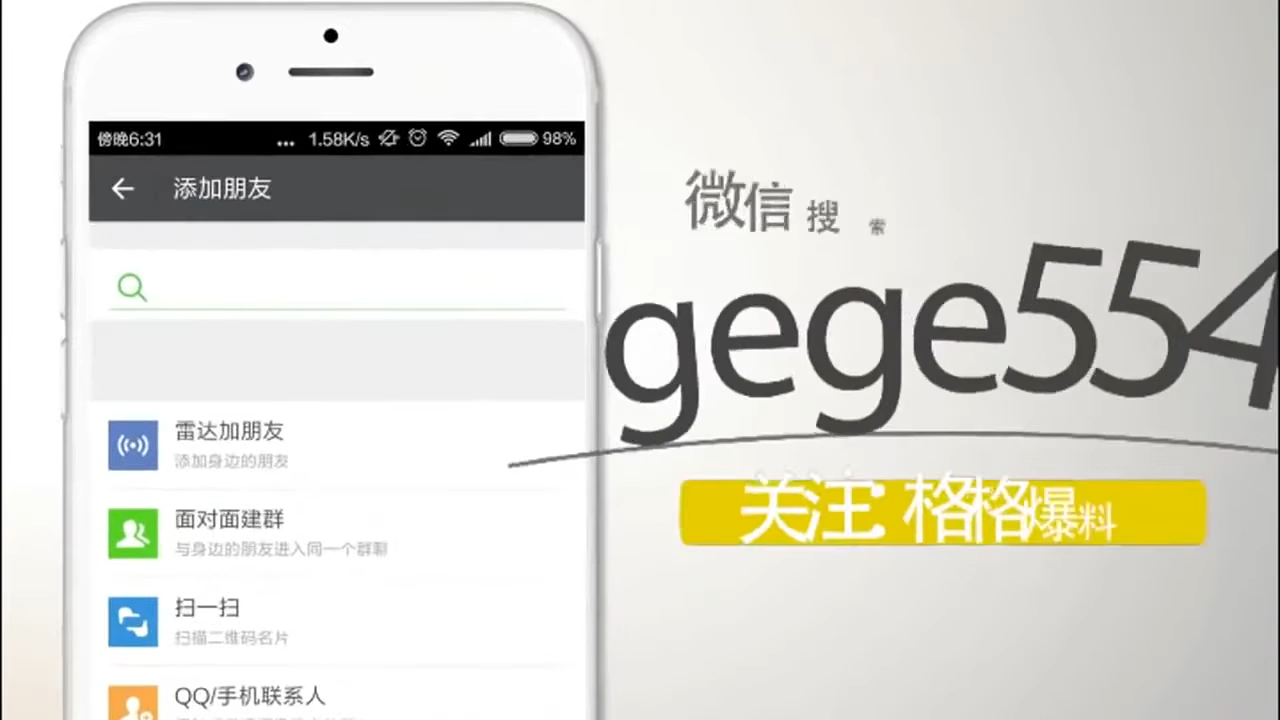 傍晚6:31 ... 1.58K/s 98%
添加朋友
雷达加朋友
添加身边的朋友
面对面建群
与身边的朋友进入同一个群聊
扫一扫
扫描二维码名片
QQ/手机联系人
微信搜索
gege554
关注:格格爆料